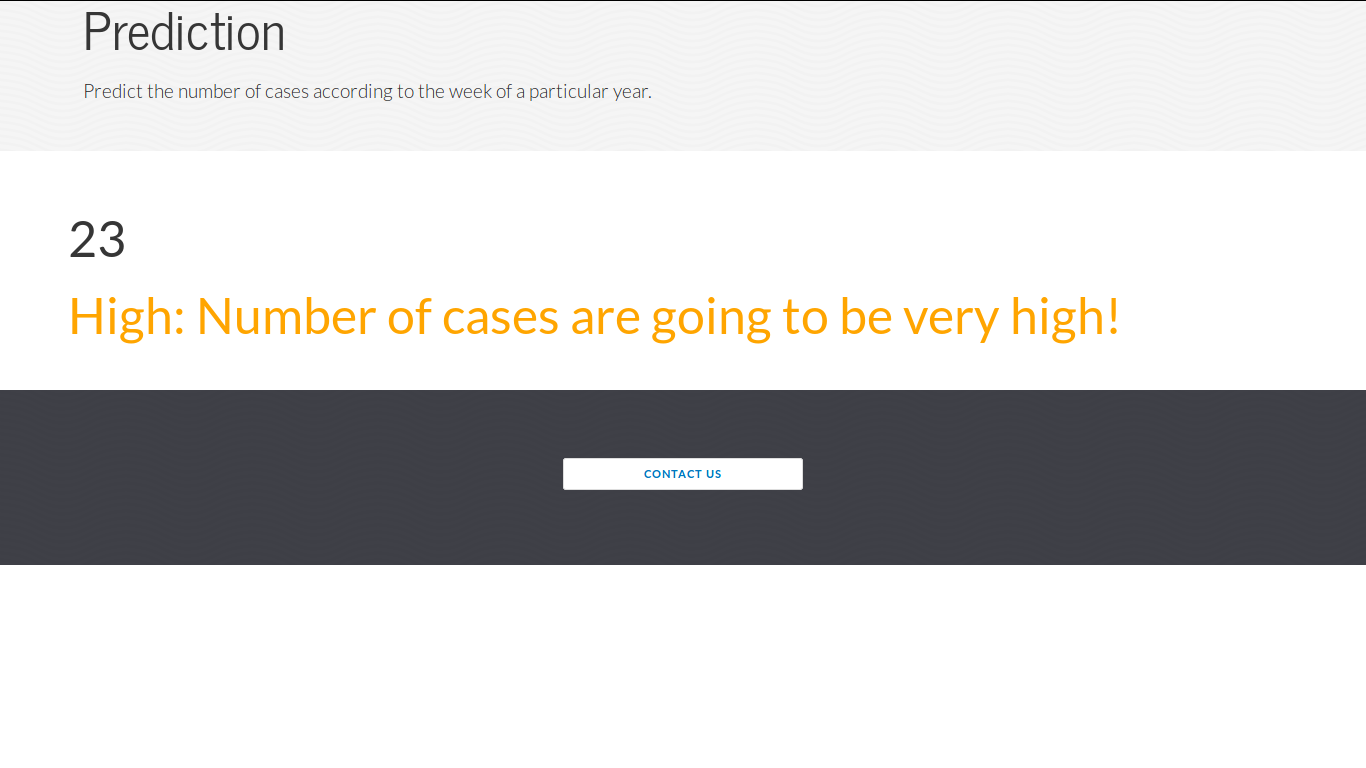 Prediction
Predict the number of cases according to the week of a particular year.
23
High: Number of cases are going to be very high!
CONTACT US